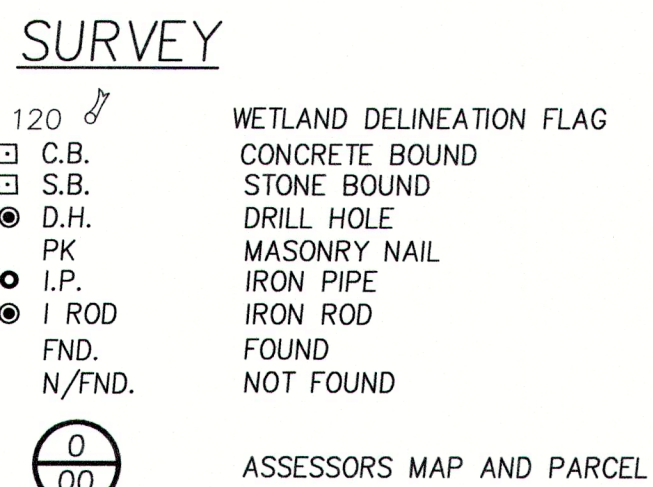 SURVEY
120 WETLAND DELINEATION FLAG
C.B. CONCRETE BOUND
S.B. STONE BOUND
D.H. DRILL HOLE
PK MASONRY NAIL
I.P. IRON PIPE
I ROD IRON ROD
FND. FOUND
N/FND. NOT FOUND
0
00 ASSESSORS MAP AND PARCEL